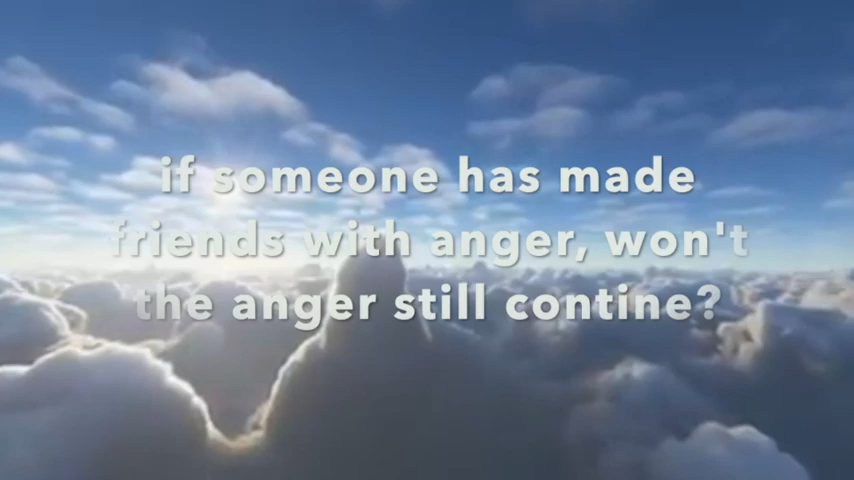 if someone has made
friends with anger, won't
the anger still contine?